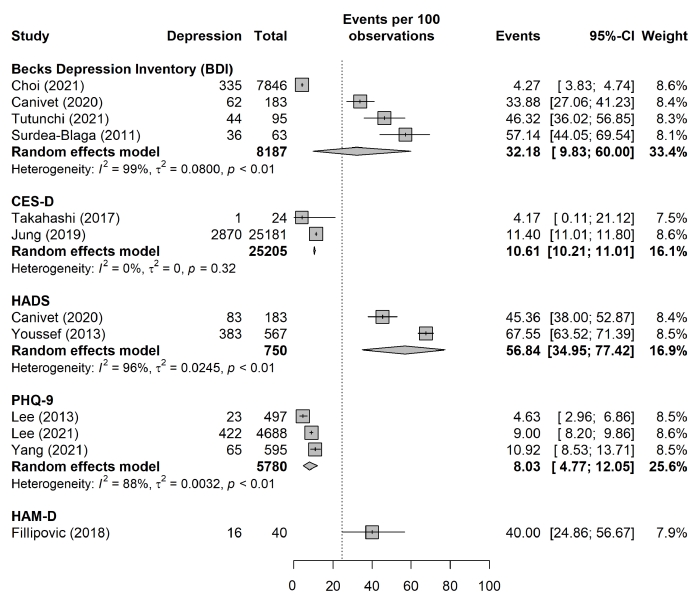 Events per 100
Study Depression Total observations Events 95%-CI Weight
Becks Depression Inventory (BDI)
Choi (2021) 335 7846 4.27 [ 3.83; 4.74] 8.6%
Canivet (2020) 62 183 33.88 [27.06; 41.23] 8.4%
Tutunchi (2021) 44 95 46.32 [36.02; 56.85] 8.3%
Surdea-Blaga (2011) 36 63 57.14 [44.05; 69.54] 8.1%
Random effects model 8187 32.18 [ 9.83; 60.00] 33.4%
Heterogeneity: I² = 99%, τ² = 0.0800, p < 0.01
CES-D
Takahashi (2017) 1 24 4.17 [ 0.11; 21.12] 7.5%
Jung (2019) 2870 25181 11.40 [11.01; 11.80] 8.6%
Random effects model 25205 10.61 [10.21; 11.01] 16.1%
Heterogeneity: I² = 0%, τ² = 0, p = 0.32
HADS
Canivet (2020) 83 183 45.36 [38.00; 52.87] 8.4%
Youssef (2013) 383 567 67.55 [63.52; 71.39] 8.5%
Random effects model 750 56.84 [34.95; 77.42] 16.9%
Heterogeneity: I² = 96%, τ² = 0.0245, p < 0.01
PHQ-9
Lee (2013) 23 497 4.63 [ 2.96; 6.86] 8.5%
Lee (2021) 422 4688 9.00 [ 8.20; 9.86] 8.6%
Yang (2021) 65 595 10.92 [ 8.53; 13.71] 8.5%
Random effects model 5780 8.03 [ 4.77; 12.05] 25.6%
Heterogeneity: I² = 88%, τ² = 0.0032, p < 0.01
HAM-D
Fillipovic (2018) 16 40 40.00 [24.86; 56.67] 7.9%
0 20 40 60 80 100